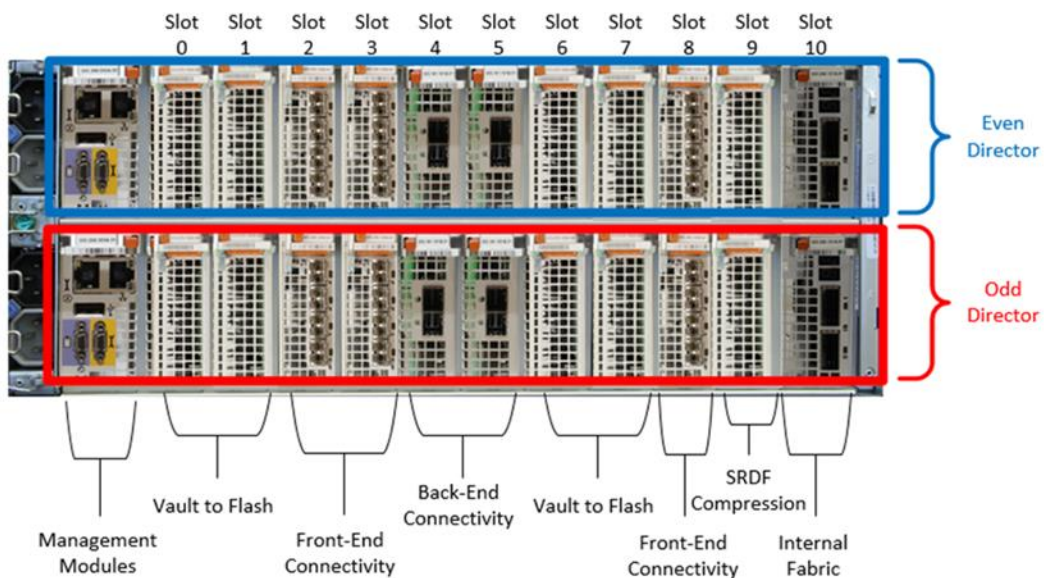 Slot Slot Slot Slot Slot Slot Slot Slot Slot Slot Slot
0 1 2 3 4 5 6 7 8 9 10
Even
Director
Odd
Director
Vault to Flash
Back-End
Connectivity
Vault to Flash
SRDF
Compression
Management
Modules
Front-End
Connectivity
Front-End
Connectivity
Internal
Fabric